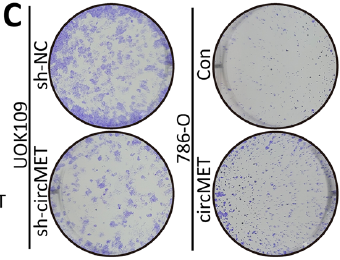 C
UOK109
sh-NC
sh-circMET
786-O
Con
circMET
T